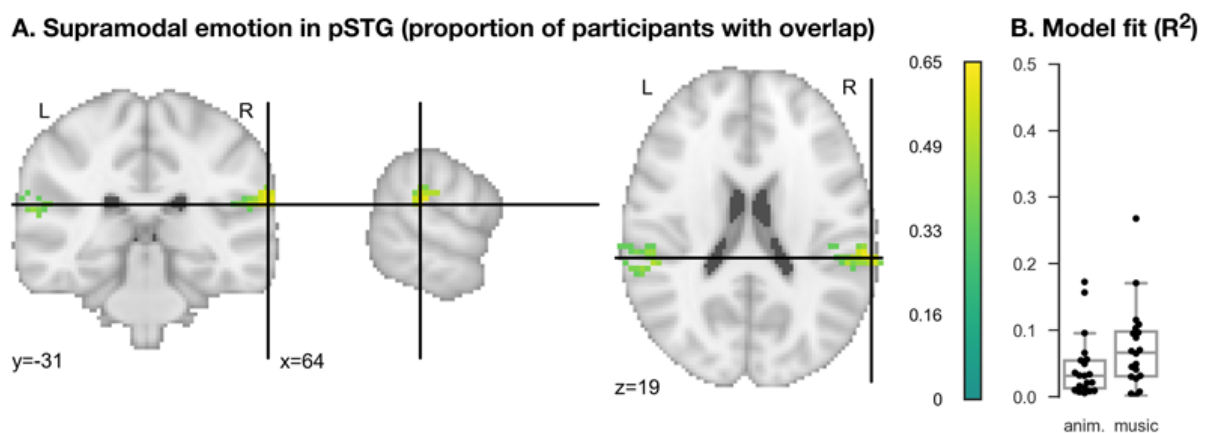 A. Supramodal emotion in pSTG (proportion of participants with overlap)
B. Model fit (R²)
L
R
L
R
y=-31
x=64
z=19
0.65
0.49
0.33
0.16
0
0.5
0.4
0.3
0.2
0.1
0.0
anim. music